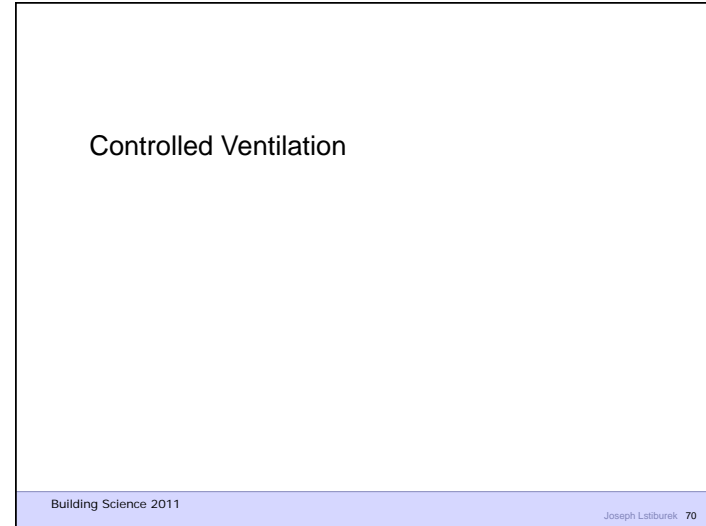 Controlled Ventilation
Building Science 2011
Joseph Lstiburek 70